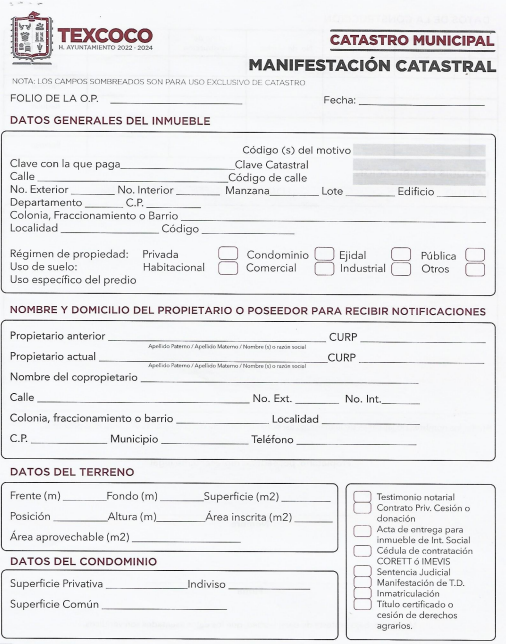 TEXCOCO
H. AYUNTAMIENTO 2022 - 2024
CATASTRO MUNICIPAL
MANIFESTACIÓN CATASTRAL
NOTA: LOS CAMPOS SOMBREADOS SON PARA USO EXCLUSIVO DE CATASTRO
FOLIO DE LA O.P. Fecha:
DATOS GENERALES DEL INMUEBLE
Código (s) del motivo
Clave con la que paga Clave Catastral
Calle Código de calle
No. Exterior No. Interior Manzana Lote Edificio
Departamento C.P.
Colonia, Fraccionamiento o Barrio
Localidad Código
Régimen de propiedad: Privada Condominio Ejidal Pública
Uso de suelo: Habitacional Comercial Industrial Otros
Uso específico del predio
NOMBRE Y DOMICILIO DEL PROPIETARIO O POSEEDOR PARA RECIBIR NOTIFICACIONES
Propietario anterior CURP
Apellido Paterno / Apellido Materno / Nombre (s) o razón social
Propietario actual CURP
Apellido Paterno / Apellido Materno / Nombre (s) o razón social
Nombre del copropietario
Calle No. Ext. No. Int.
Colonia, fraccionamiento o barrio Localidad
C.P. Municipio Teléfono
DATOS DEL TERRENO
Frente (m) Fondo (m) Superficie (m2)
Posición Altura (m) Área inscrita (m2)
Área aprovechable (m2)
DATOS DEL CONDOMINIO
Superficie Privativa Indiviso
Superficie Común
Testimonio notarial
Contrato Priv. Cesión o
donación
Acta de entrega para
inmueble de Int. Social
Cédula de contratación
CORETT ó IMEVIS
Sentencia Judicial
Manifestación de T.D.
Inmatriculación
Título certificado o
cesión de derechos
agrarios.